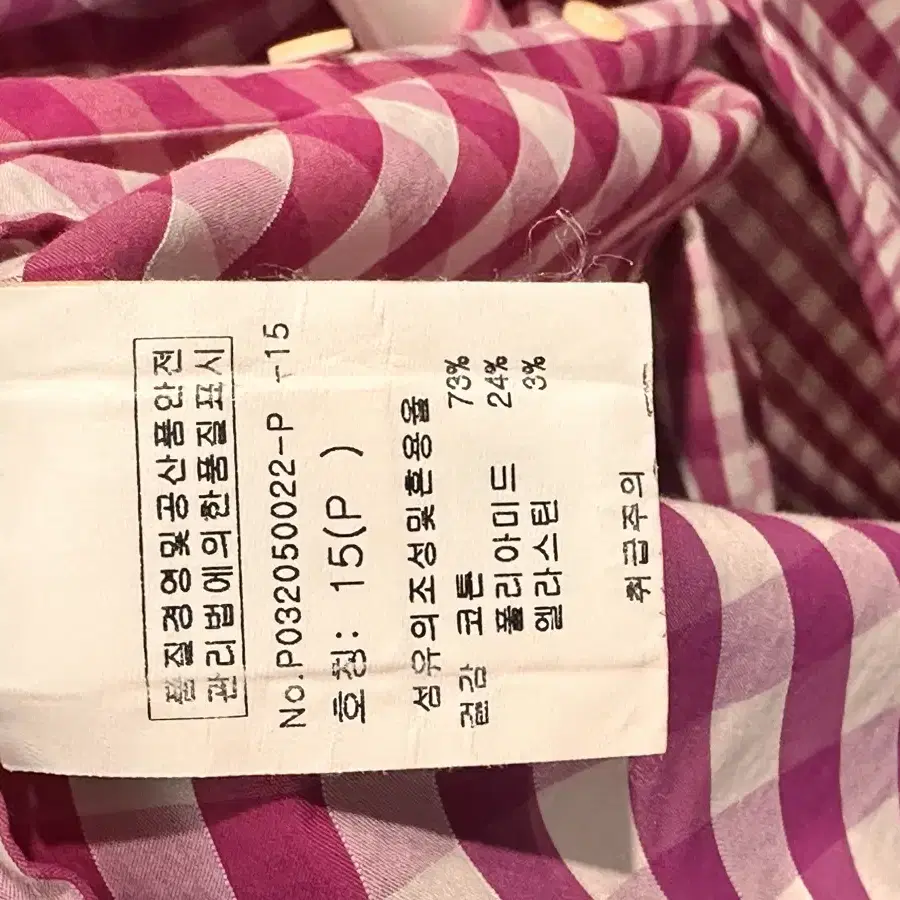 품질경영및공산품안전
관리법에의한품질표시
No.P03205OO22-P -15
호칭: 15(P )
섬유의조성및혼용율
겉감 코튼 73%
폴리아미드 24%
엘라스틴 3%
취급주의